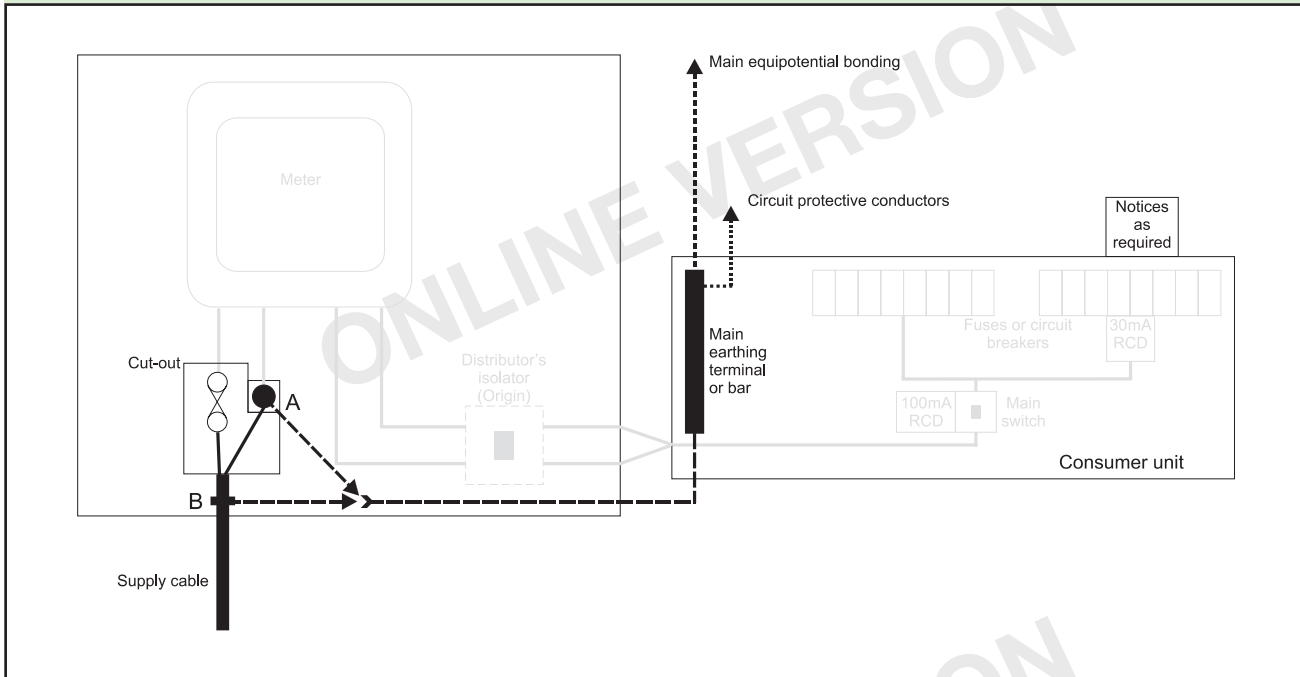 ONLINE VERSION
Main equipotential bonding
Meter
Circuit protective conductors
Notices
as
required
Cut-out
A
Distributor's
isolator
(Origin)
Main
earthing
terminal
or bar
Fuses or circuit
breakers
30mA
RCD
100mA
RCD
Main
switch
Consumer unit
B
Supply cable
ON